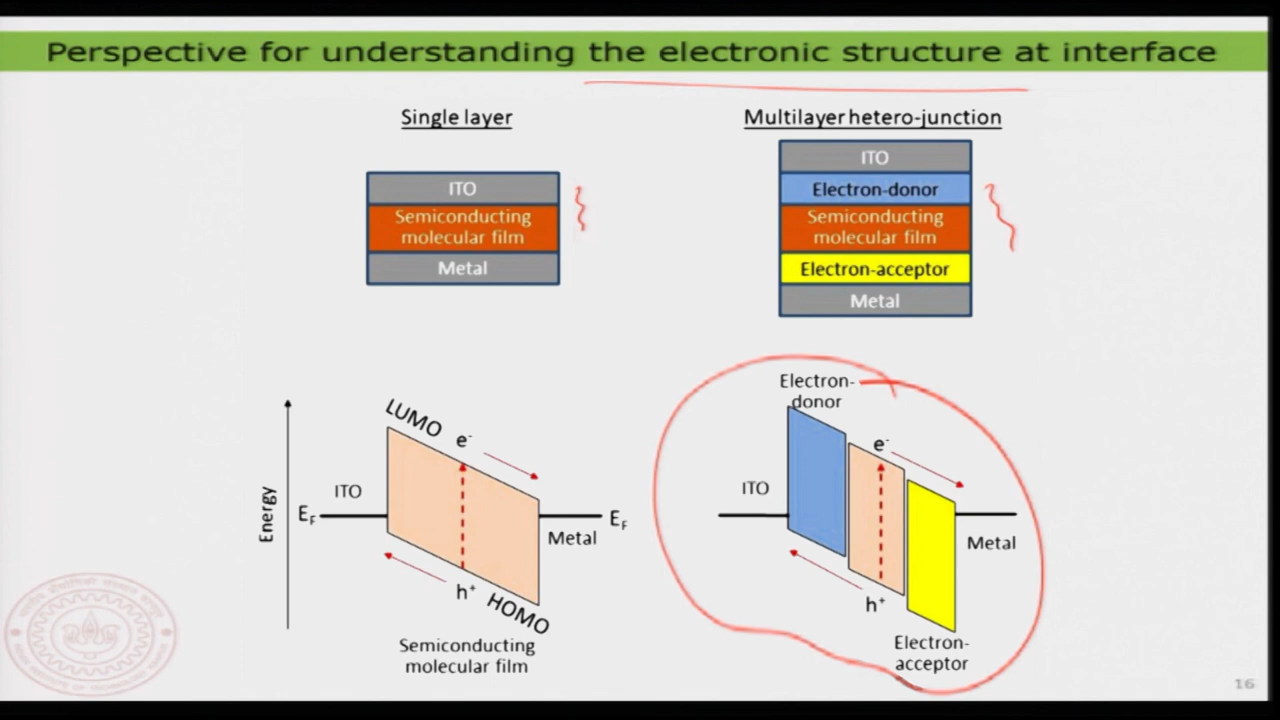 Perspective for understanding the electronic structure at interface
Single layer
ITO
Semiconducting
molecular film
Metal
Multilayer hetero-junction
ITO
Electron-donor
Semiconducting
molecular film
Electron-acceptor
Metal
Energy
LUMO
e-
ITO
EF
EF
Metal
h+
HOMO
Semiconducting
molecular film
Electron-
donor
e-
ITO
Metal
h+
Electron-
acceptor
16